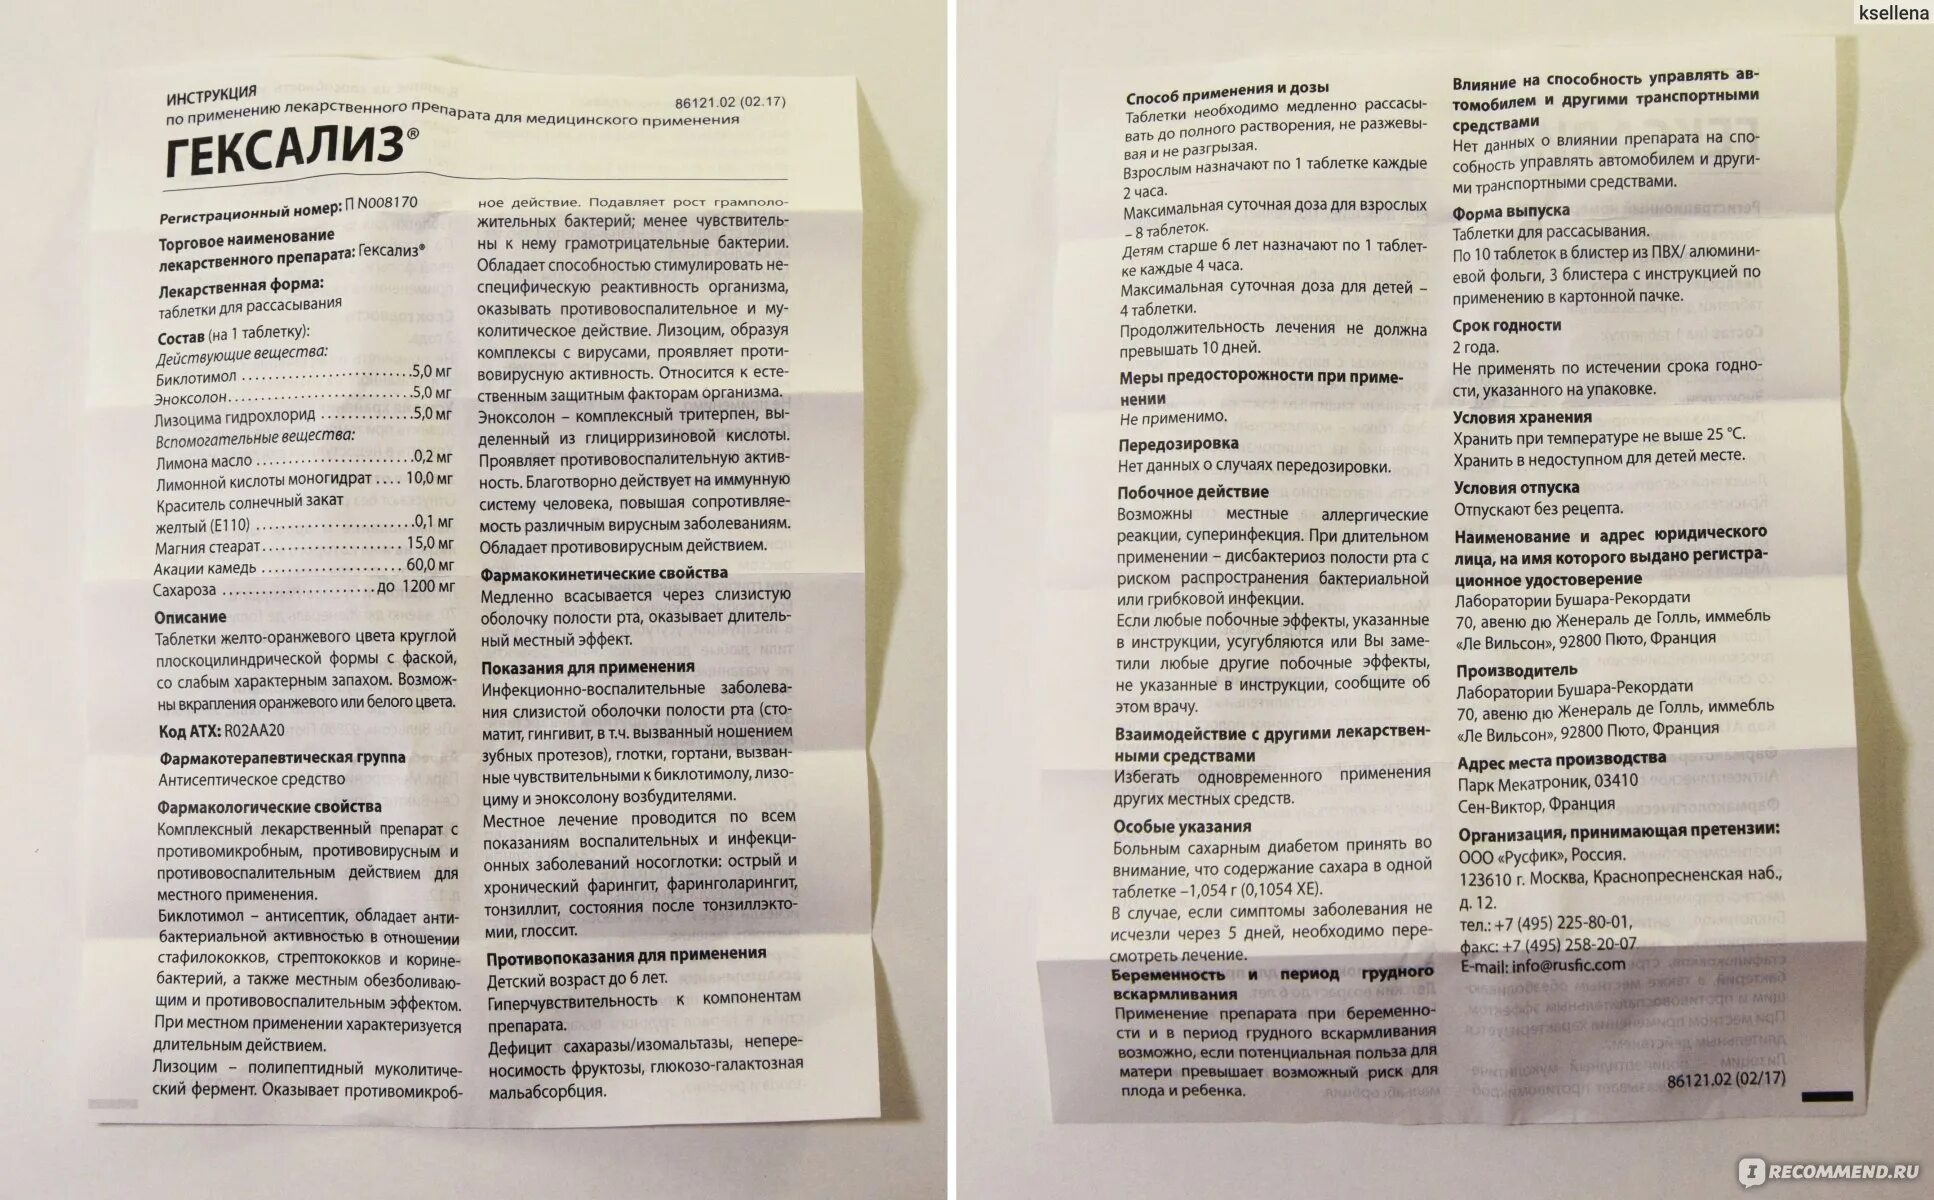 ksellena
ИНСТРУКЦИЯ
по применению лекарственного препарата для медицинского применения
86121.02 (02.17)
ГЕКСАЛИЗ®
Регистрационный номер: П N008170
Торговое наименование
лекарственного препарата: Гексализ®
Лекарственная форма:
таблетки для рассасывания
Состав (на 1 таблетку):
Действующие вещества:
Биклотимол ........................5,0 мг
Эноксолон..........................5,0 мг
Лизоцима гидрохлорид .............5,0 мг
Вспомогательные вещества:
Лимона масло ......................0,2 мг
Лимонной кислоты моногидрат .... 10,0 мг
Краситель солнечный закат
желтый (Е110) ......................0,1 мг
Магния стеарат.................... 15,0 мг
Акации камедь .................... 60,0 мг
Сахароза ......................до 1200 мг
Описание
Таблетки желто-оранжевого цвета круглой
плоскоцилиндрической формы с фаской,
со слабым характерным запахом. Возмож-
ны вкрапления оранжевого или белого цвета.
Код АТХ: R02AA20
Фармакотерапевтическая группа
Антисептическое средство
Фармакологические свойства
Комплексный лекарственный препарат с
противомикробным, противовирусным и
противовоспалительным действием для
местного применения.
Биклотимол – антисептик, обладает анти-
бактериальной активностью в отношении
стафилококков, стрептококков и корине-
бактерий, а также местным обезболиваю-
щим и противовоспалительным эффектом.
При местном применении характеризуется
длительным действием.
Лизоцим – полипептидный муколитиче-
ский фермент. Оказывает противомикроб-
ное действие. Подавляет рост грамполо-
жительных бактерий; менее чувствитель-
ны к нему грамотрицательные бактерии.
Обладает способностью стимулировать не-
специфическую реактивность организма,
оказывать противовоспалительное и му-
колитическое действие. Лизоцим, образуя
комплексы с вирусами, проявляет проти-
вовирусную активность. Относится к есте-
ственным защитным факторам организма.
Эноксолон – комплексный тритерпен, вы-
деленный из глицирризиновой кислоты.
Проявляет противовоспалительную актив-
ность. Благотворно действует на иммунную
систему человека, повышая сопротивляе-
мость различным вирусным заболеваниям.
Обладает противовирусным действием.
Фармакокинетические свойства
Медленно всасывается через слизистую
оболочку полости рта, оказывает длитель-
ный местный эффект.
Показания для применения
Инфекционно-воспалительные заболева-
ния слизистой оболочки полости рта (сто-
матит, гингивит, в т.ч. вызванный ношением
зубных протезов), глотки, гортани, вызван-
ные чувствительными к биклотимолу, лизо-
циму и эноксолону возбудителями.
Местное лечение проводится по всем
показаниям воспалительных и инфекци-
онных заболеваний носоглотки: острый и
хронический фарингит, фаринголарингит,
тонзиллит, состояния после тонзиллэкто-
мии, глоссит.
Противопоказания для применения
Детский возраст до 6 лет.
Гиперчувствительность к компонентам
препарата.
Дефицит сахаразы/изомальтазы, непере-
носимость фруктозы, глюкозо-галактозная
мальабсорбция.
Способ применения и дозы
Таблетки необходимо медленно рассасы-
вать до полного растворения, не разжевы-
вая и не разгрызая.
Взрослым назначают по 1 таблетке каждые
2 часа.
Максимальная суточная доза для взрослых
– 8 таблеток.
Детям старше 6 лет назначают по 1 таблет-
ке каждые 4 часа.
Максимальная суточная доза для детей –
4 таблетки.
Продолжительность лечения не должна
превышать 10 дней.
Меры предосторожности при приме-
нении
Не применимо.
Передозировка
Нет данных о случаях передозировки.
Побочное действие
Возможны местные аллергические
реакции, суперинфекция. При длительном
применении – дисбактериоз полости рта с
риском распространения бактериальной
или грибковой инфекции.
Если любые побочные эффекты, указанные
в инструкции, усугубляются или Вы заме-
тили любые другие побочные эффекты,
не указанные в инструкции, сообщите об
этом врачу.
Взаимодействие с другими лекарствен-
ными средствами
Избегать одновременного применения
других местных средств.
Особые указания
Больным сахарным диабетом принять во
внимание, что содержание сахара в одной
таблетке –1,054 г (0,1054 ХЕ).
В случае, если симптомы заболевания не
исчезли через 5 дней, необходимо пере-
смотреть лечение.
Беременность и период грудного
вскармливания
Применение препарата при беременно-
сти и в период грудного вскармливания
возможно, если потенциальная польза для
матери превышает возможный риск для
плода и ребенка.
Влияние на способность управлять ав-
томобилем и другими транспортными
средствами
Нет данных о влиянии препарата на спо-
собность управлять автомобилем и други-
ми транспортными средствами.
Форма выпуска
Таблетки для рассасывания.
По 10 таблеток в блистер из ПВХ/ алюмини-
евой фольги, 3 блистера с инструкцией по
применению в картонной пачке.
Срок годности
2 года.
Не применять по истечении срока годно-
сти, указанного на упаковке.
Условия хранения
Хранить при температуре не выше 25 °С.
Хранить в недоступном для детей месте.
Условия отпуска
Отпускают без рецепта.
Наименование и адрес юридического
лица, на имя которого выдано регистра-
ционное удостоверение
Лаборатории Бушара-Рекордати
70, авеню дю Женераль де Голль, иммебль
«Ле Вильсон», 92800 Пюто, Франция
Производитель
Лаборатории Бушара-Рекордати
70, авеню дю Женераль де Голль, иммебль
«Ле Вильсон», 92800 Пюто, Франция
Адрес места производства
Парк Мекатроник, 03410
Сен-Виктор, Франция
Организация, принимающая претензии:
ООО «Русфик», Россия.
123610 г. Москва, Краснопресненская наб.,
д. 12.
тел.: +7 (495) 225-80-01,
факс: +7 (495) 258-20-07
E-mail: info@rusfic.com
86121.02 (02/17)
IRECOMMEND.RU